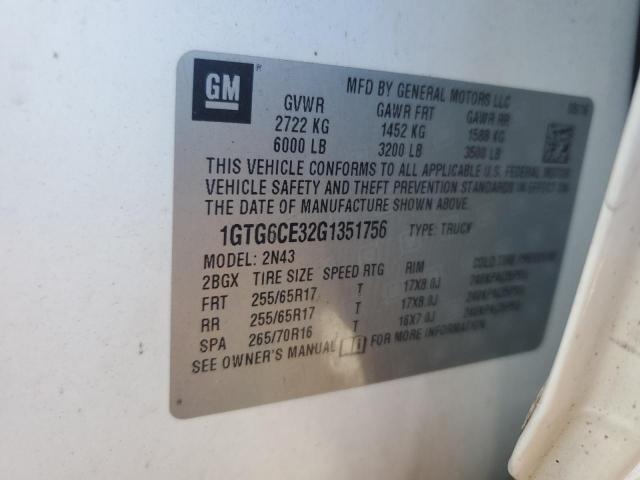 GM
MFD BY GENERAL MOTORS LLC
GVWR GAWR FRT GAWR RR
2722 KG 1452 KG 1588 KG
6000 LB 3200 LB 3500 LB
THIS VEHICLE CONFORMS TO ALL APPLICABLE U.S. FEDERAL MOTOR
VEHICLE SAFETY AND THEFT PREVENTION STANDARDS IN EFFECT ON
THE DATE OF MANUFACTURE SHOWN ABOVE.
1GTG6CE32G1351756 TYPE: TRUCK
MODEL: 2N43
2BGX TIRE SIZE SPEED RTG RIM
FRT 255/65R17 T 17X8.0J
RR 255/65R17 T 17X8.0J
SPA 265/70R16 T 16X7.0J
SEE OWNER'S MANUAL FOR MORE INFORMATION.